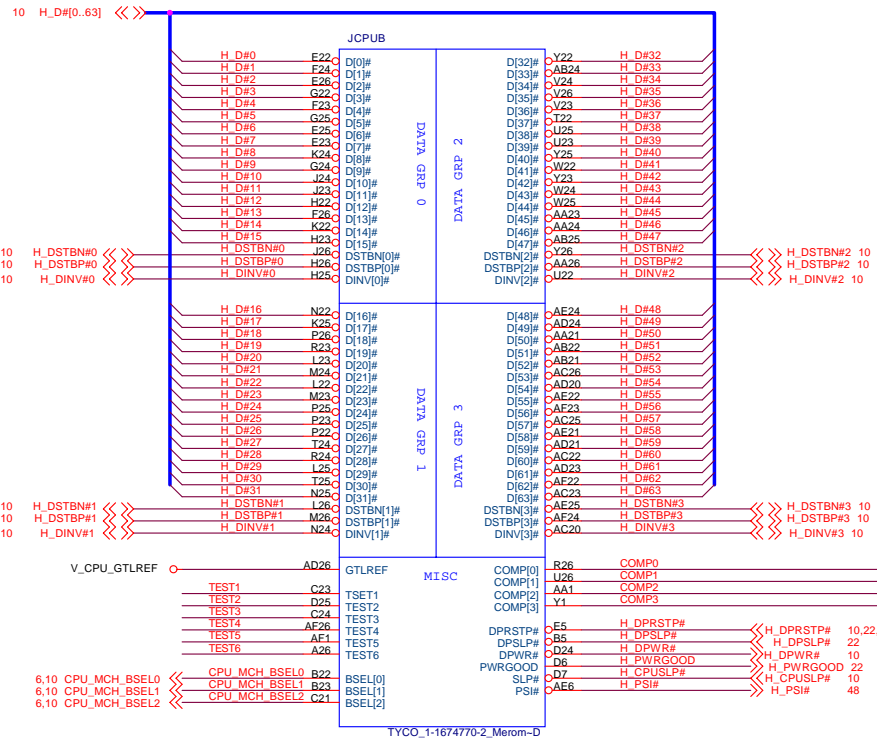 10 H_D#[0..63]
JCPUB
H_D#0 E22 D[0]# D[32]# Y22 H_D#32
H_D#1 F24 D[1]# D[33]# AB24 H_D#33
H_D#2 E26 D[2]# D[34]# V24 H_D#34
H_D#3 G22 D[3]# D[35]# V26 H_D#35
H_D#4 F23 D[4]# D[36]# V23 H_D#36
H_D#5 G25 D[5]# D[37]# T22 H_D#37
H_D#6 E25 D[6]# D[38]# U25 H_D#38
H_D#7 E23 D[7]# D[39]# U23 H_D#39
H_D#8 K24 D[8]# D[40]# Y25 H_D#40
H_D#9 G24 D[9]# D[41]# W22 H_D#41
H_D#10 J24 D[10]# D[42]# Y23 H_D#42
H_D#11 J23 D[11]# D[43]# W24 H_D#43
H_D#12 H22 D[12]# D[44]# W25 H_D#44
H_D#13 F26 D[13]# D[45]# AA23 H_D#45
H_D#14 K22 D[14]# D[46]# AA24 H_D#46
H_D#15 H23 D[15]# D[47]# AB25 H_D#47
DATA GRP 0
DATA GRP 2
10 H_DSTBN#0 H_DSTBN#0 J26 DSTBN[0]# DSTBN[2]# Y26 H_DSTBN#2 H_DSTBN#2 10
10 H_DSTBP#0 H_DSTBP#0 H26 DSTBP[0]# DSTBP[2]# AA26 H_DSTBP#2 H_DSTBP#2 10
10 H_DINV#0 H_DINV#0 H25 DINV[0]# DINV[2]# U22 H_DINV#2 H_DINV#2 10
H_D#16 N22 D[16]# D[48]# AE24 H_D#48
H_D#17 K25 D[17]# D[49]# AD24 H_D#49
H_D#18 P26 D[18]# D[50]# AA21 H_D#50
H_D#19 R23 D[19]# D[51]# AB22 H_D#51
H_D#20 L23 D[20]# D[52]# AB21 H_D#52
H_D#21 M24 D[21]# D[53]# AC26 H_D#53
H_D#22 L22 D[22]# D[54]# AD20 H_D#54
H_D#23 M23 D[23]# D[55]# AE22 H_D#55
H_D#24 P25 D[24]# D[56]# AF23 H_D#56
H_D#25 P23 D[25]# D[57]# AC25 H_D#57
H_D#26 P22 D[26]# D[58]# AE21 H_D#58
H_D#27 T24 D[27]# D[59]# AD21 H_D#59
H_D#28 R24 D[28]# D[60]# AC22 H_D#60
H_D#29 L25 D[29]# D[61]# AD23 H_D#61
H_D#30 T25 D[30]# D[62]# AF22 H_D#62
H_D#31 N25 D[31]# D[63]# AC23 H_D#63
DATA GRP 1
DATA GRP 3
10 H_DSTBN#1 H_DSTBN#1 L26 DSTBN[1]# DSTBN[3]# AE25 H_DSTBN#3 H_DSTBN#3 10
10 H_DSTBP#1 H_DSTBP#1 M26 DSTBP[1]# DSTBP[3]# AF24 H_DSTBP#3 H_DSTBP#3 10
10 H_DINV#1 H_DINV#1 N24 DINV[1]# DINV[3]# AC20 H_DINV#3 H_DINV#3 10
V_CPU_GTLREF AD26 GTLREF MISC COMP[0] R26 COMP0
COMP[1] U26 COMP1
TEST1 C23 TSET1 COMP[2] AA1 COMP2
TEST2 D25 TEST2 COMP[3] Y1 COMP3
TEST3 C24 TEST3
TEST4 AF26 TEST4 DPRSTP# E5 H_DPRSTP# H_DPRSTP# 10,22
TEST5 AF1 TEST5 DPSLP# B5 H_DPSLP# H_DPSLP# 22
TEST6 A26 TEST6 DPWR# D24 H_DPWR# H_DPWR# 10
PWRGOOD D6 H_PWRGOOD H_PWRGOOD 22
6,10 CPU_MCH_BSEL0 CPU_MCH_BSEL0 B22 BSEL[0] SLP# D7 H_CPUSLP# H_CPUSLP# 10
6,10 CPU_MCH_BSEL1 CPU_MCH_BSEL1 B23 BSEL[1] PSI# AE6 H_PSI# H_PSI# 48
6,10 CPU_MCH_BSEL2 CPU_MCH_BSEL2 C21 BSEL[2]
TYCO_1-1674770-2_Merom~D